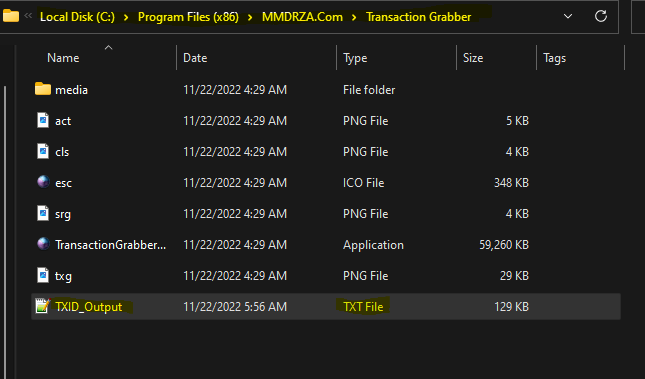 Local Disk (C:) > Program Files (x86) > MMDRZA.Com > Transaction Grabber
Name Date Type Size Tags
media 11/22/2022 4:29 AM File folder
act 11/22/2022 4:29 AM PNG File 5 KB
cls 11/22/2022 4:29 AM PNG File 4 KB
esc 11/22/2022 4:29 AM ICO File 348 KB
srg 11/22/2022 4:29 AM PNG File 4 KB
TransactionGrabber... 11/22/2022 4:29 AM Application 59,260 KB
txg 11/22/2022 4:29 AM PNG File 29 KB
TXID_Output 11/22/2022 5:56 AM TXT File 129 KB